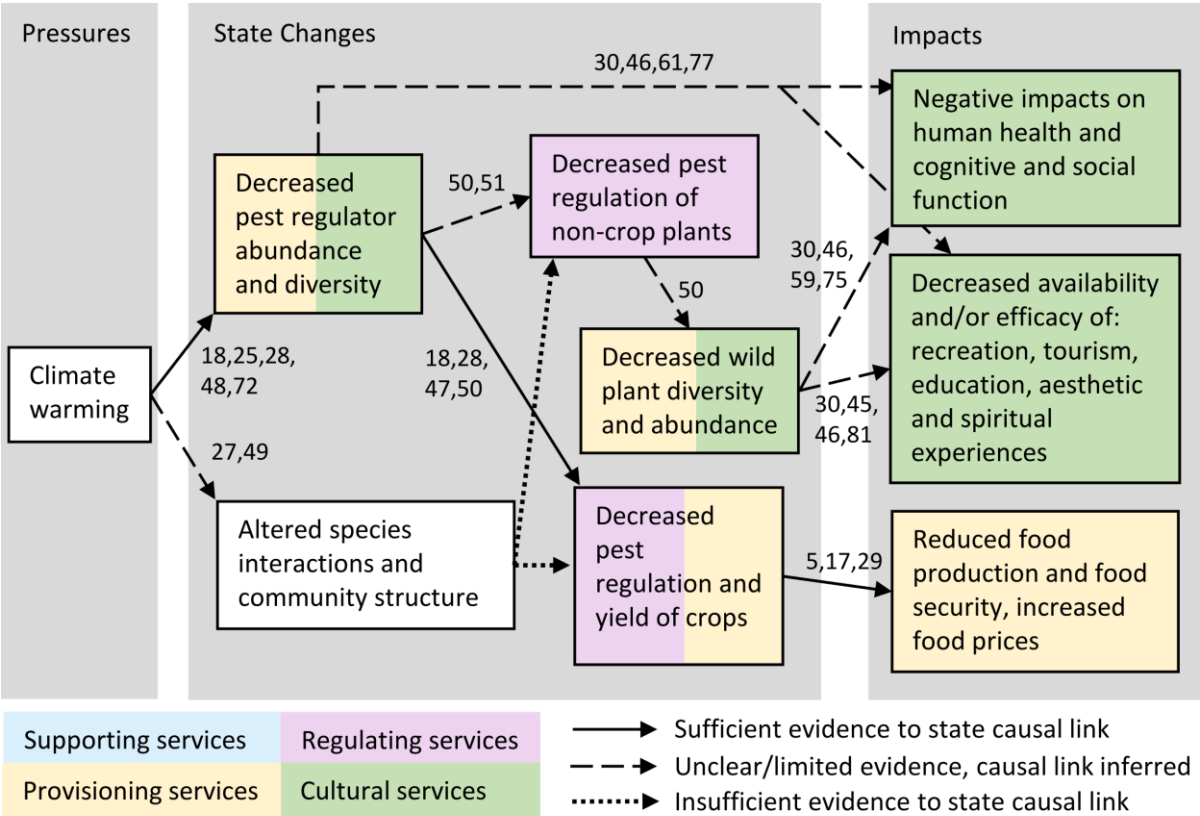 Pressures
State Changes
Impacts
30,46,61,77
Negative impacts on
human health and
cognitive and social
function
Decreased
pest regulator
abundance
and diversity
50,51
Decreased pest
regulation of
non-crop plants
30,46,
59,75
50
Decreased availability
and/or efficacy of:
recreation, tourism,
education, aesthetic
and spiritual
experiences
Climate
warming
18,25,28,
48,72
18,28,
47,50
Decreased wild
plant diversity
and abundance
30,45,
46,81
27,49
Altered species
interactions and
community structure
Decreased
pest
regulation and
yield of crops
5,17,29
Reduced food
production and food
security, increased
food prices
Supporting services
Regulating services
Provisioning services
Cultural services
Sufficient evidence to state causal link
Unclear/limited evidence, causal link inferred
Insufficient evidence to state causal link